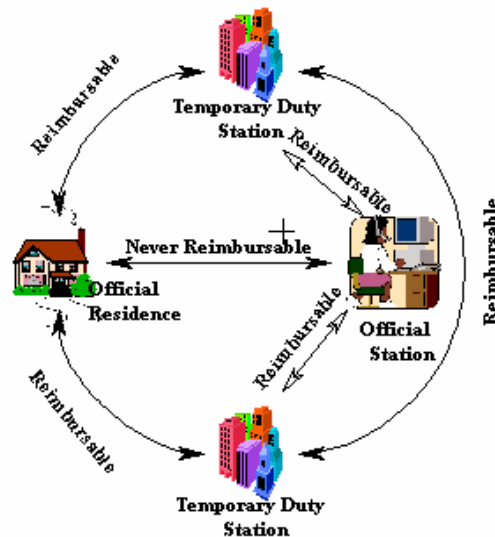 Reimbursable
Temporary Duty
Station
Reimbursable
Reimbursable
Never Reimbursable
Official
Residence
Official
Station
Reimbursable
Reimbursable
Temporary Duty
Station